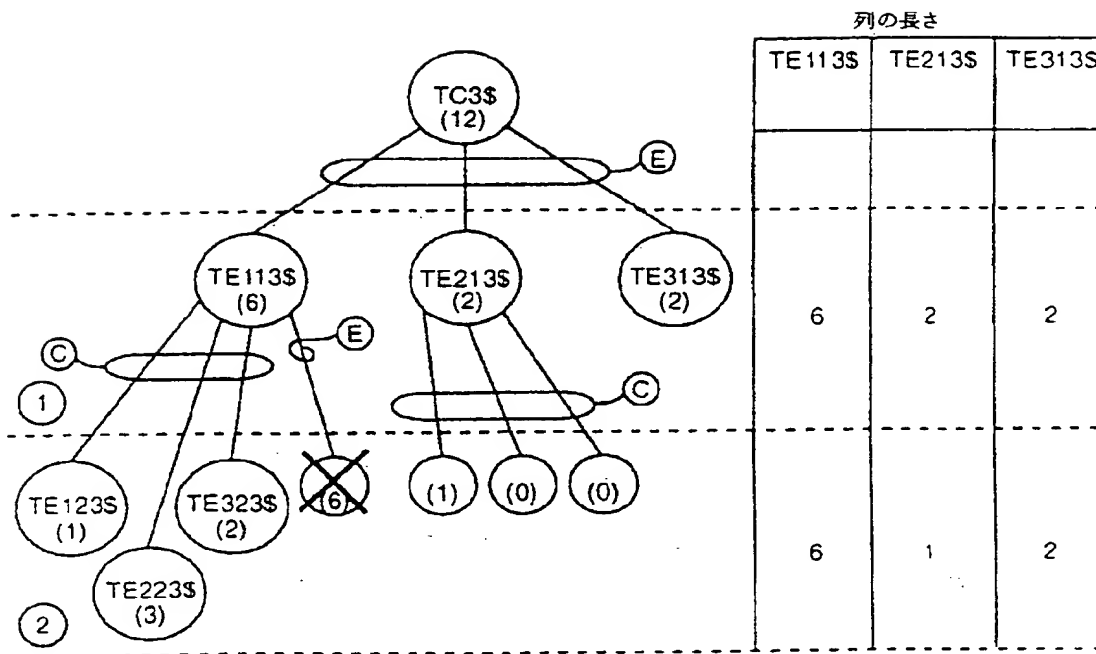 列の長さ
TE113$ TE213$ TE313$
TC3$
(12)
E
TE113$
(6)
TE213$
(2)
TE313$
(2)
6 2 2
C
E
C
1
TE123$
(1)
TE223$
(3)
TE323$
(2)
(6)
(1)
(0)
(0)
6 1 2
2